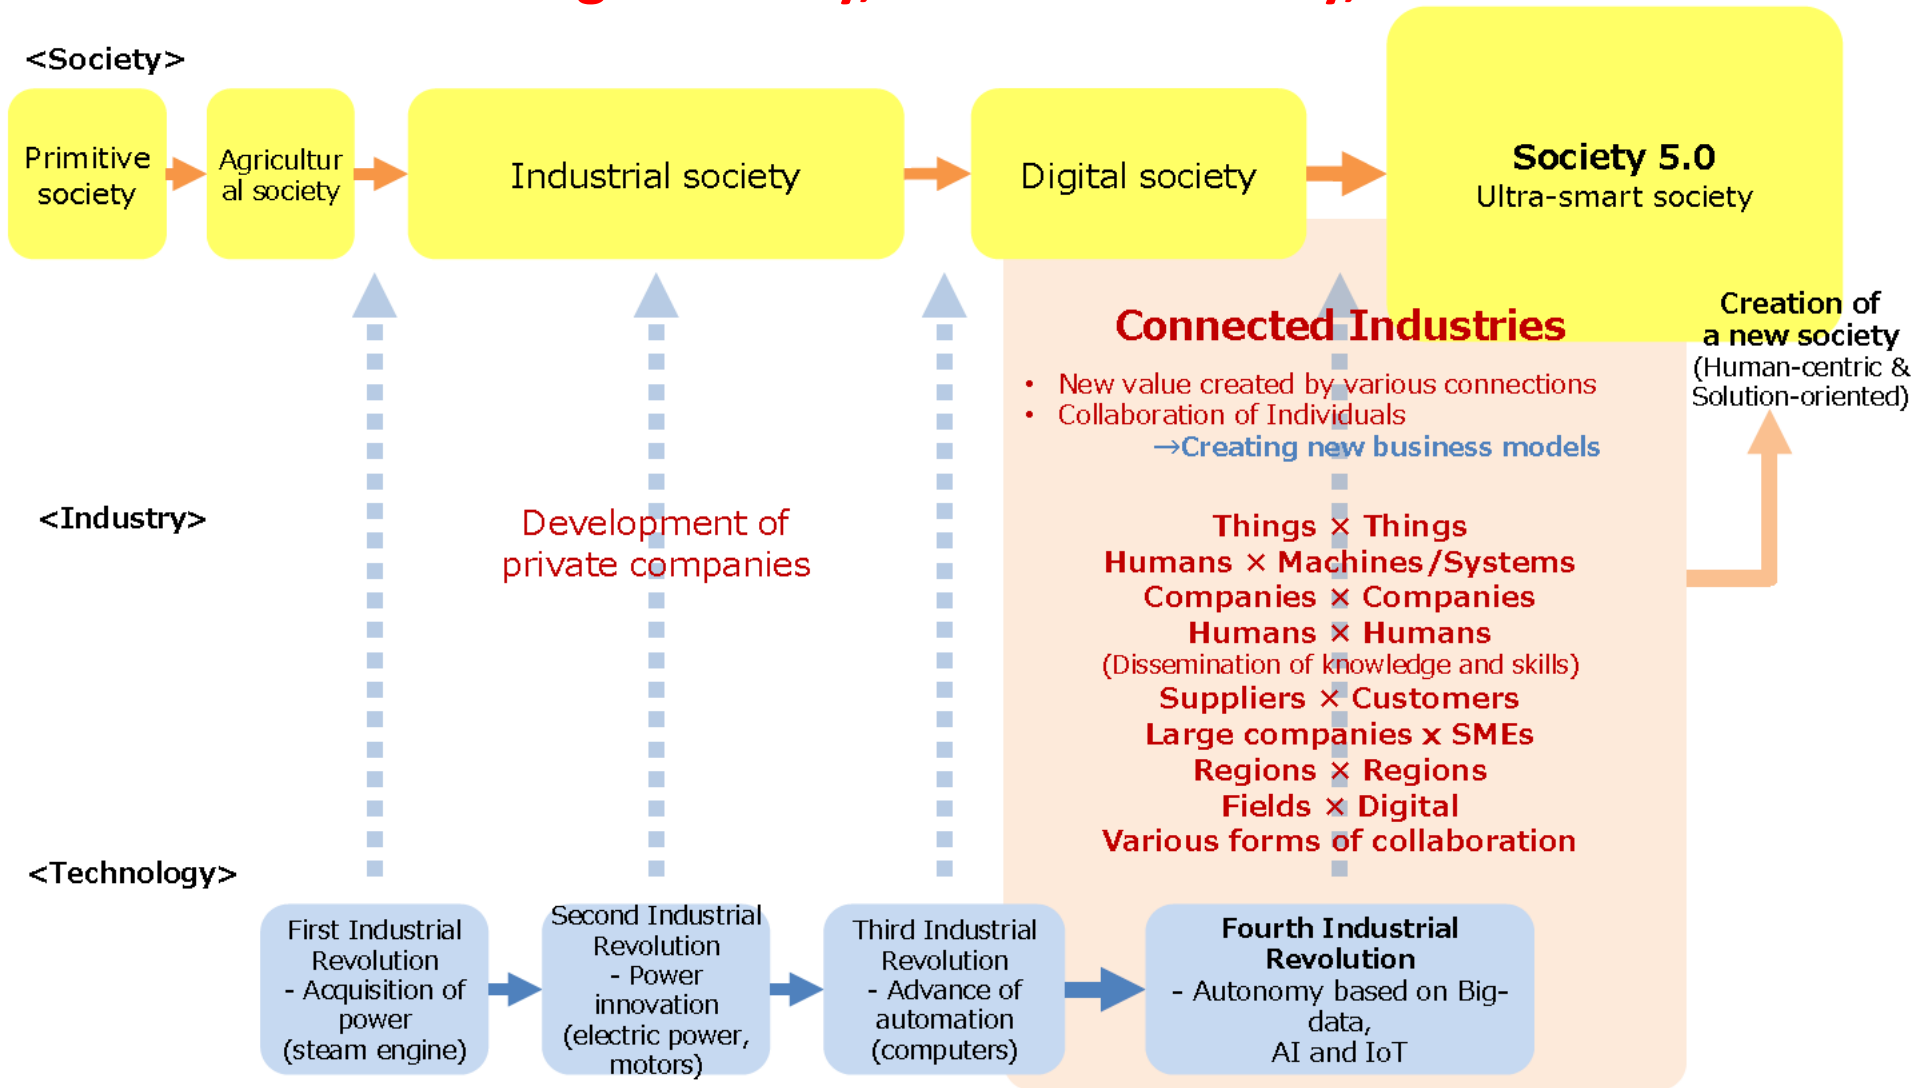 <Society>
Primitive
society
Agricultur
al society
Industrial society
Digital society
Society 5.0
Ultra-smart society
Connected Industries
• New value created by various connections
• Collaboration of Individuals
→Creating new business models
Creation of
a new society
(Human-centric &
Solution-oriented)
<Industry>
Development of
private companies
Things × Things
Humans × Machines/Systems
Companies × Companies
Humans × Humans
(Dissemination of knowledge and skills)
Suppliers × Customers
Large companies x SMEs
Regions × Regions
Fields × Digital
Various forms of collaboration
<Technology>
First Industrial
Revolution
- Acquisition of
power
(steam engine)
Second Industrial
Revolution
- Power
innovation
(electric power,
motors)
Third Industrial
Revolution
- Advance of
automation
(computers)
Fourth Industrial
Revolution
- Autonomy based on Big-
data,
AI and IoT